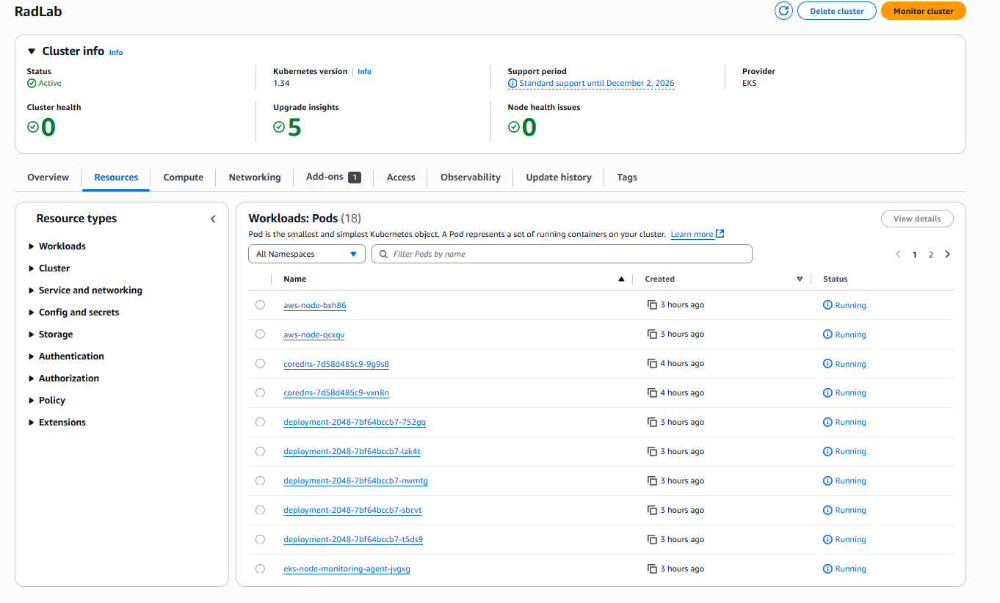 RadLab
Delete cluster
Monitor cluster
Cluster info Info
Status
Active
Kubernetes version Info
1.34
Support period
Standard support until December 2, 2026
Provider
EKS
Cluster health
0
Upgrade insights
5
Node health issues
0
Overview Resources Compute Networking Add-ons 1 Access Observability Update history Tags
Resource types
Workloads
Cluster
Service and networking
Config and secrets
Storage
Authentication
Authorization
Policy
Extensions
Workloads: Pods (18)
View details
Pod is the smallest and simplest Kubernetes object. A Pod represents a set of running containers on your cluster. Learn more
All Namespaces
Filter Pods by name
1 2
Name Created Status
aws-node-bxh86 3 hours ago Running
aws-node-qcxqv 3 hours ago Running
coredns-7d58d485c9-9g9s8 4 hours ago Running
coredns-7d58d485c9-vxn8n 4 hours ago Running
deployment-2048-7bf64bccb7-752gq 3 hours ago Running
deployment-2048-7bf64bccb7-lzk4t 3 hours ago Running
deployment-2048-7bf64bccb7-nwmtg 3 hours ago Running
deployment-2048-7bf64bccb7-sbcvt 3 hours ago Running
deployment-2048-7bf64bccb7-t5ds9 3 hours ago Running
eks-node-monitoring-agent-jvgxg 3 hours ago Running